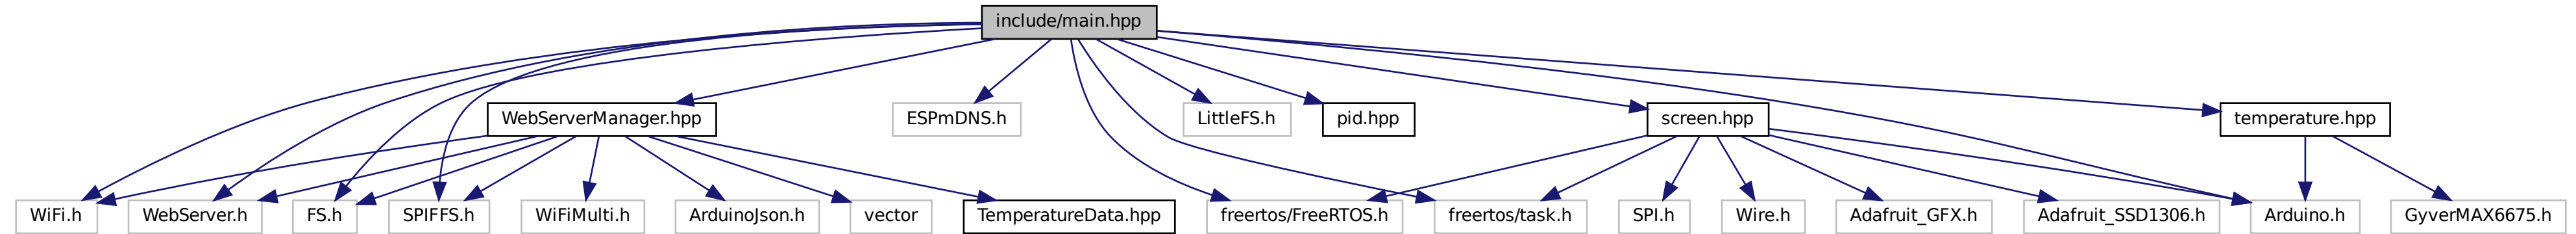 include/main.hpp
WebServerManager.hpp
ESPmDNS.h
LittleFS.h
pid.hpp
screen.hpp
temperature.hpp
WiFi.h
WebServer.h
FS.h
SPIFFS.h
WiFiMulti.h
ArduinoJson.h
vector
TemperatureData.hpp
freertos/FreeRTOS.h
freertos/task.h
SPI.h
Wire.h
Adafruit_GFX.h
Adafruit_SSD1306.h
Arduino.h
GyverMAX6675.h